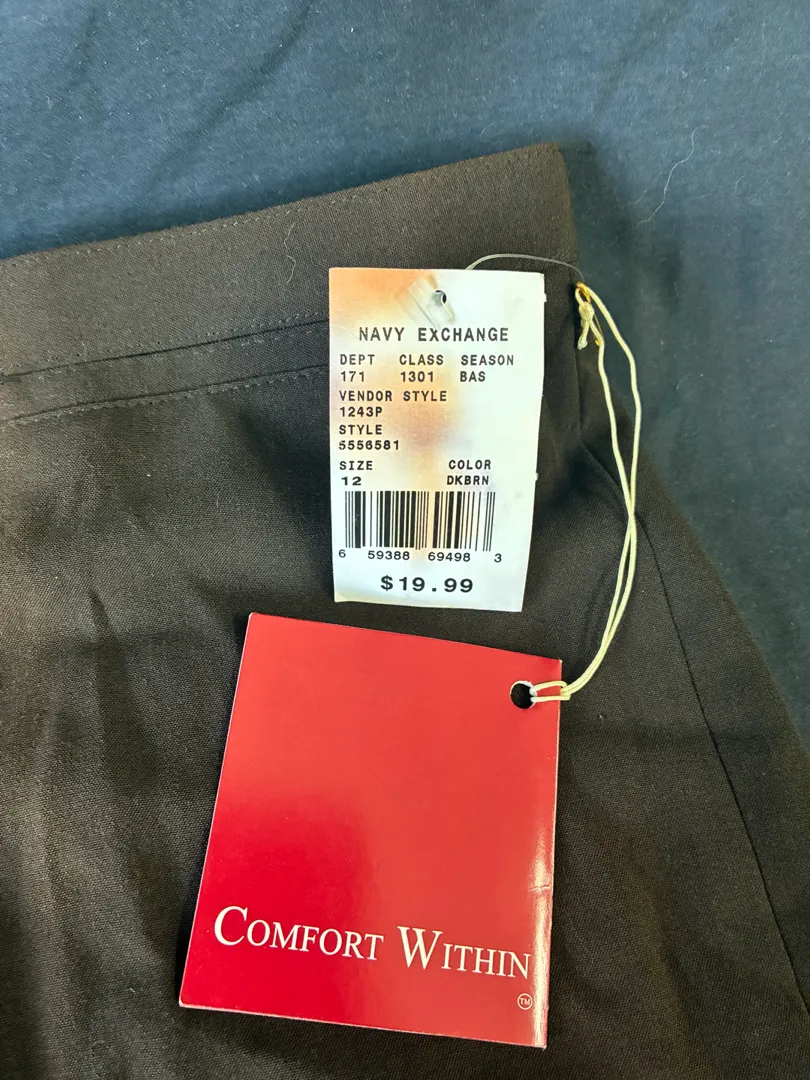 NAVY EXCHANGE
DEPT CLASS SEASON
171 1301 BAS
VENDOR STYLE
1243P
STYLE
5556581
SIZE COLOR
12 DKBRN
6 59388 69498 3
$19.99
COMFORT WITHIN
TM